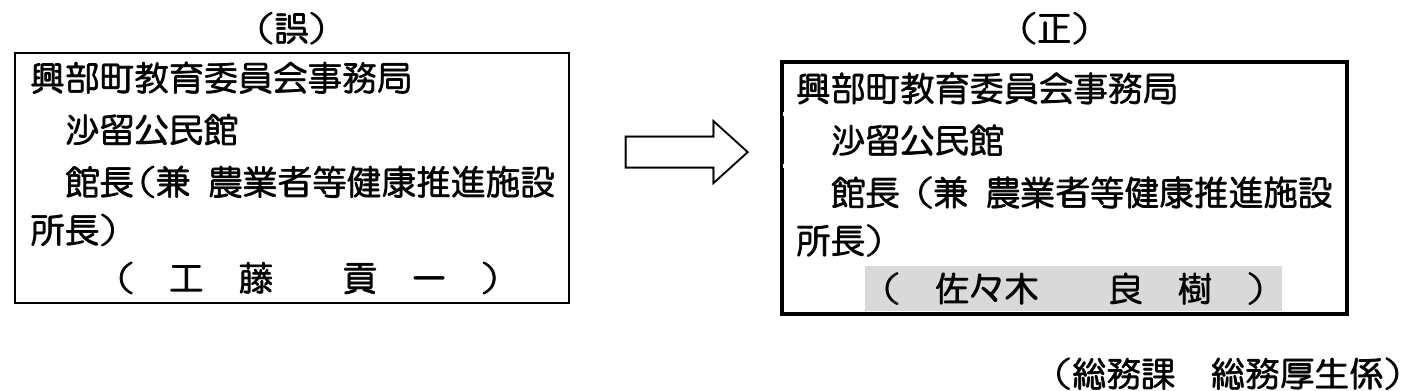 （誤）
興部町教育委員会事務局
沙留公民館
館長（兼 農業者等健康推進施設
所長）
（ 工 藤　 貢 一 ）
（正）
興部町教育委員会事務局
沙留公民館
館長（兼 農業者等健康推進施設
所長）
（ 佐々木　 良 樹 ）
（総務課　総務厚生係）